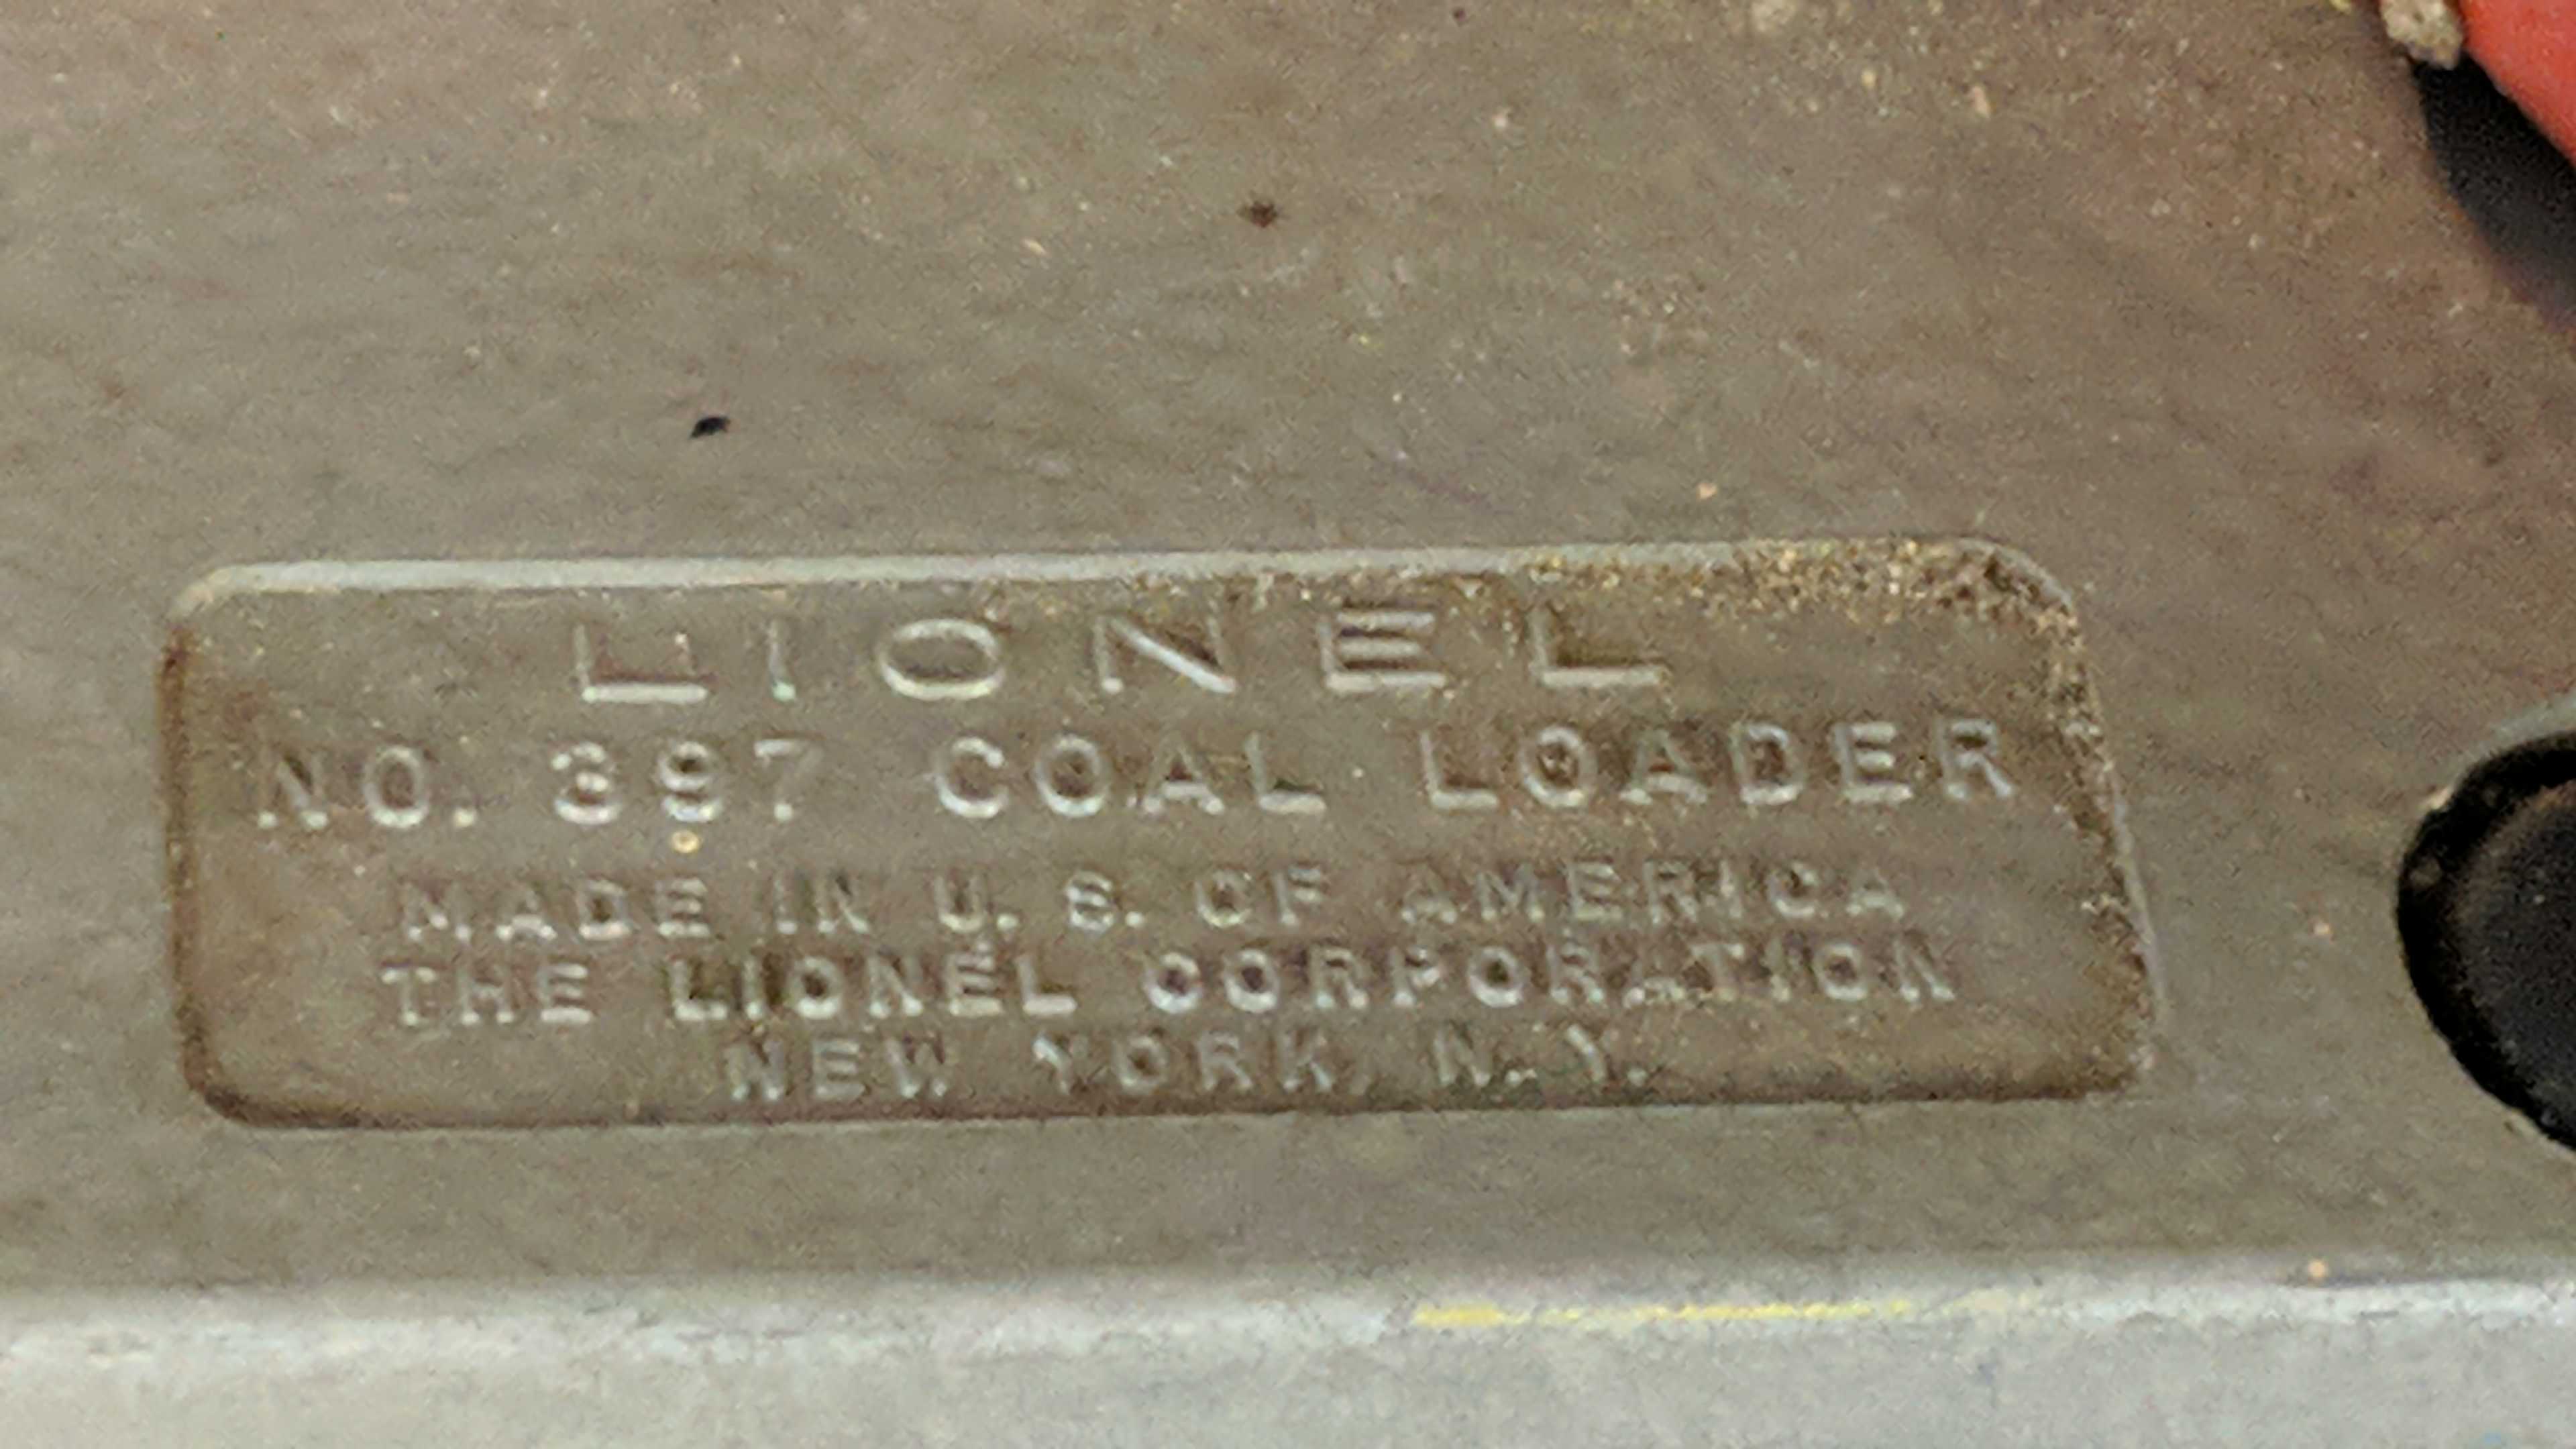 LIONEL
NO. 397 COAL LOADER
MADE IN U. S. OF AMERICA
THE LIONEL CORPORATION
NEW YORK, N. Y.